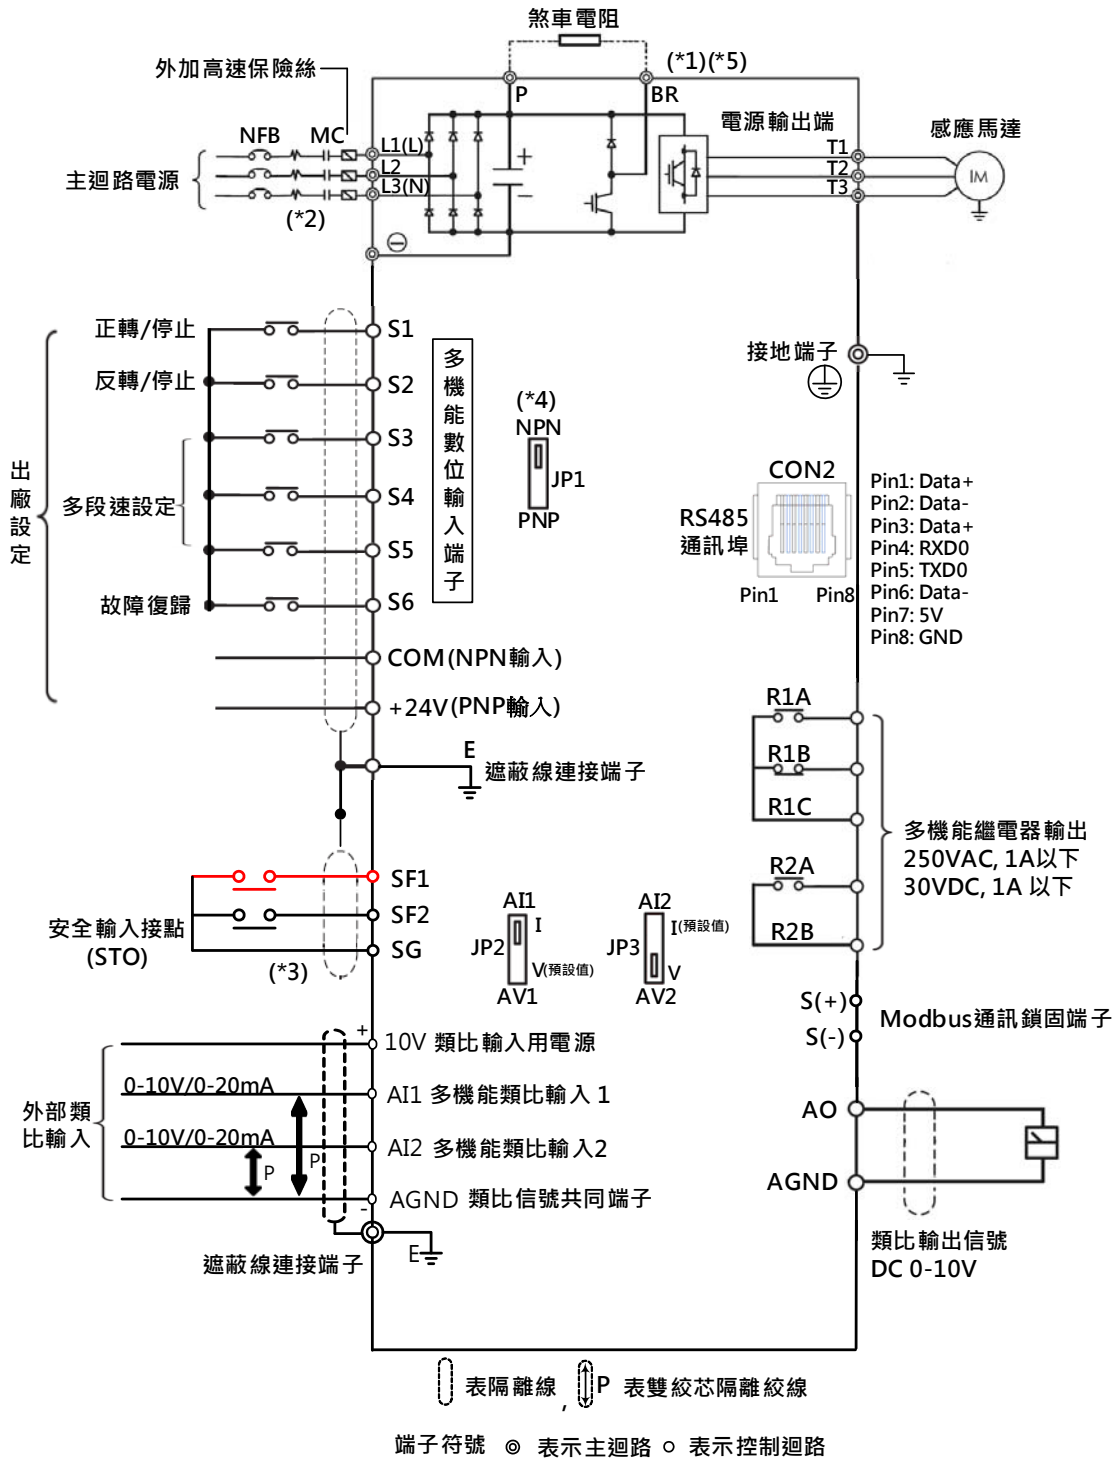 煞車電阻
(*1)(*5)
外加高速保險絲
P
BR
NFB
MC
L1(L)
L2
L3(N)
主迴路電源
(*2)
電源輸出端
T1
T2
T3
感應馬達
IM
+
−
⊖
正轉/停止
S1
反轉/停止
S2
S3
多段速設定
S4
S5
故障復歸
S6
出廠設定
多機能數位輸入端子
COM(NPN輸入)
+24V(PNP輸入)
(*4)
NPN
JP1
PNP
接地端子
CON2
RS485
通訊埠
Pin1
Pin8
Pin1: Data+
Pin2: Data-
Pin3: Data+
Pin4: RXD0
Pin5: TXD0
Pin6: Data-
Pin7: 5V
Pin8: GND
E
遮蔽線連接端子
R1A
R1B
R1C
R2A
R2B
多機能繼電器輸出
250VAC, 1A以下
30VDC, 1A 以下
SF1
SF2
SG
安全輸入接點
(STO)
(*3)
AI1
I
JP2
V(預設值)
AV1
AI2
I(預設值)
JP3
V
AV2
S(+)
S(-)
Modbus通訊鎖固端子
+
10V 類比輸入用電源
0-10V/0-20mA
AI1 多機能類比輸入 1
外部類
比輸入
0-10V/0-20mA
AI2 多機能類比輸入2
P
P
AGND 類比信號共同端子
-
E
遮蔽線連接端子
AO
AGND
類比輸出信號
DC 0-10V
表隔離線 , P 表雙絞芯隔離絞線
端子符號 ◎ 表示主迴路 ○ 表示控制迴路